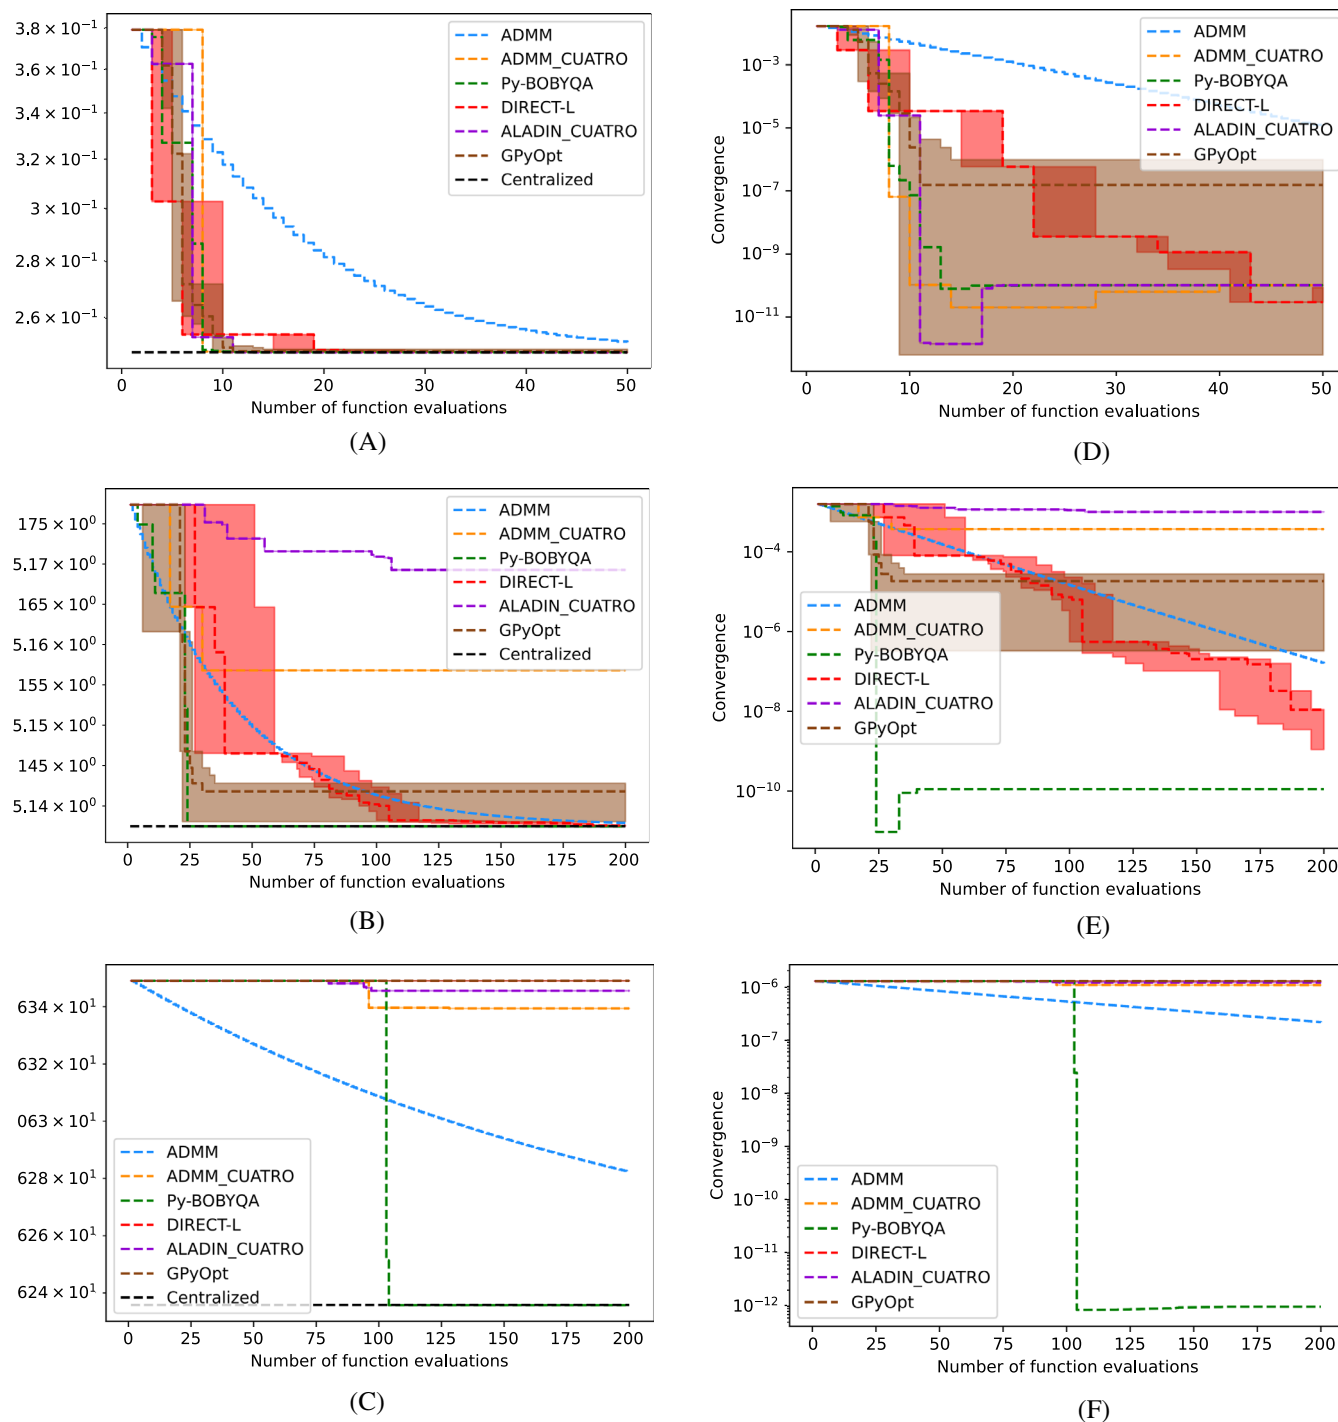 3.8 × 10⁻¹
3.6 × 10⁻¹
3.4 × 10⁻¹
3.2 × 10⁻¹
3 × 10⁻¹
2.8 × 10⁻¹
2.6 × 10⁻¹
ADMM
ADMM_CUATRO
Py-BOBYQA
DIRECT-L
ALADIN_CUATRO
GPyOpt
Centralized
0 10 20 30 40 50
Number of function evaluations
(A)
Convergence
10⁻³
10⁻⁵
10⁻⁷
10⁻⁹
10⁻¹¹
ADMM
ADMM_CUATRO
Py-BOBYQA
DIRECT-L
ALADIN_CUATRO
GPyOpt
0 10 20 30 40 50
Number of function evaluations
(D)
175 × 10⁰
5.17 × 10⁰
165 × 10⁰
5.16 × 10⁰
155 × 10⁰
5.15 × 10⁰
145 × 10⁰
5.14 × 10⁰
ADMM
ADMM_CUATRO
Py-BOBYQA
DIRECT-L
ALADIN_CUATRO
GPyOpt
Centralized
0 25 50 75 100 125 150 175 200
Number of function evaluations
(B)
Convergence
10⁻⁴
10⁻⁶
10⁻⁸
10⁻¹⁰
ADMM
ADMM_CUATRO
Py-BOBYQA
DIRECT-L
ALADIN_CUATRO
GPyOpt
0 25 50 75 100 125 150 175 200
Number of function evaluations
(E)
634 × 10¹
632 × 10¹
063 × 10¹
628 × 10¹
626 × 10¹
624 × 10¹
ADMM
ADMM_CUATRO
Py-BOBYQA
DIRECT-L
ALADIN_CUATRO
GPyOpt
Centralized
0 25 50 75 100 125 150 175 200
Number of function evaluations
(C)
Convergence
10⁻⁶
10⁻⁷
10⁻⁸
10⁻⁹
10⁻¹⁰
10⁻¹¹
10⁻¹²
ADMM
ADMM_CUATRO
Py-BOBYQA
DIRECT-L
ALADIN_CUATRO
GPyOpt
0 25 50 75 100 125 150 175 200
Number of function evaluations
(F)